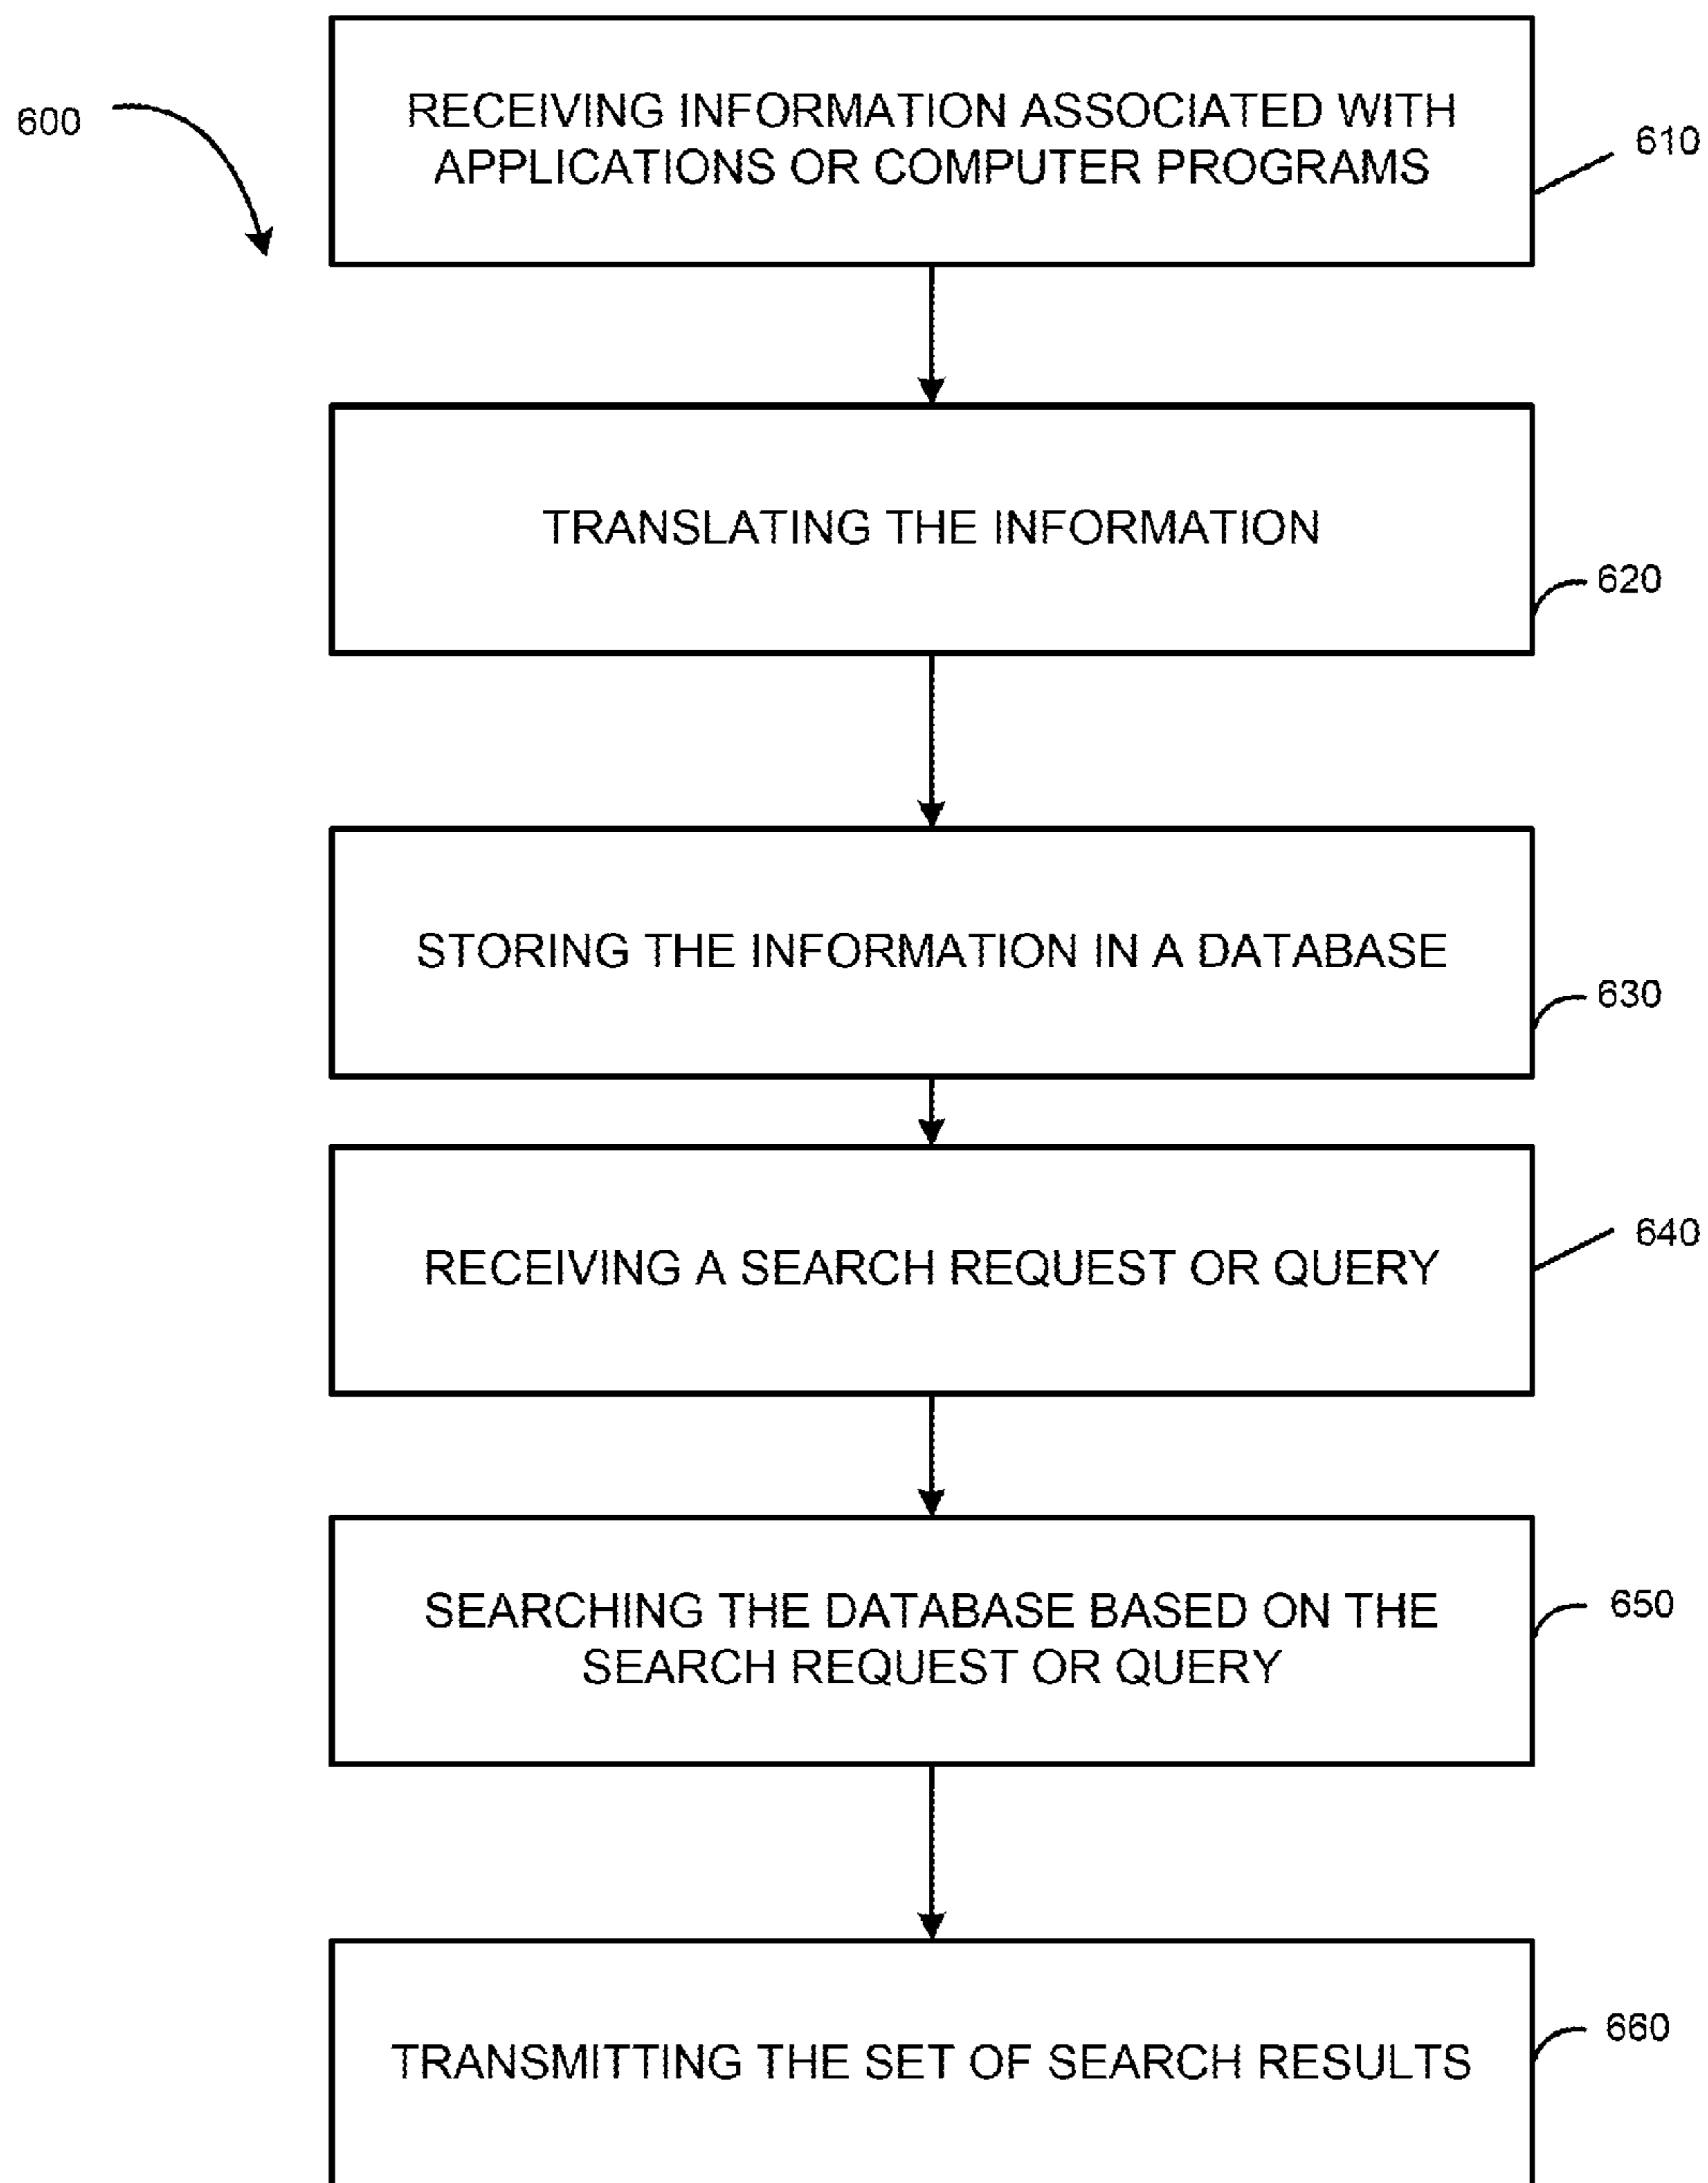 600
RECEIVING INFORMATION ASSOCIATED WITH
APPLICATIONS OR COMPUTER PROGRAMS
610
TRANSLATING THE INFORMATION
620
STORING THE INFORMATION IN A DATABASE
630
RECEIVING A SEARCH REQUEST OR QUERY
640
SEARCHING THE DATABASE BASED ON THE
SEARCH REQUEST OR QUERY
650
TRANSMITTING THE SET OF SEARCH RESULTS
660